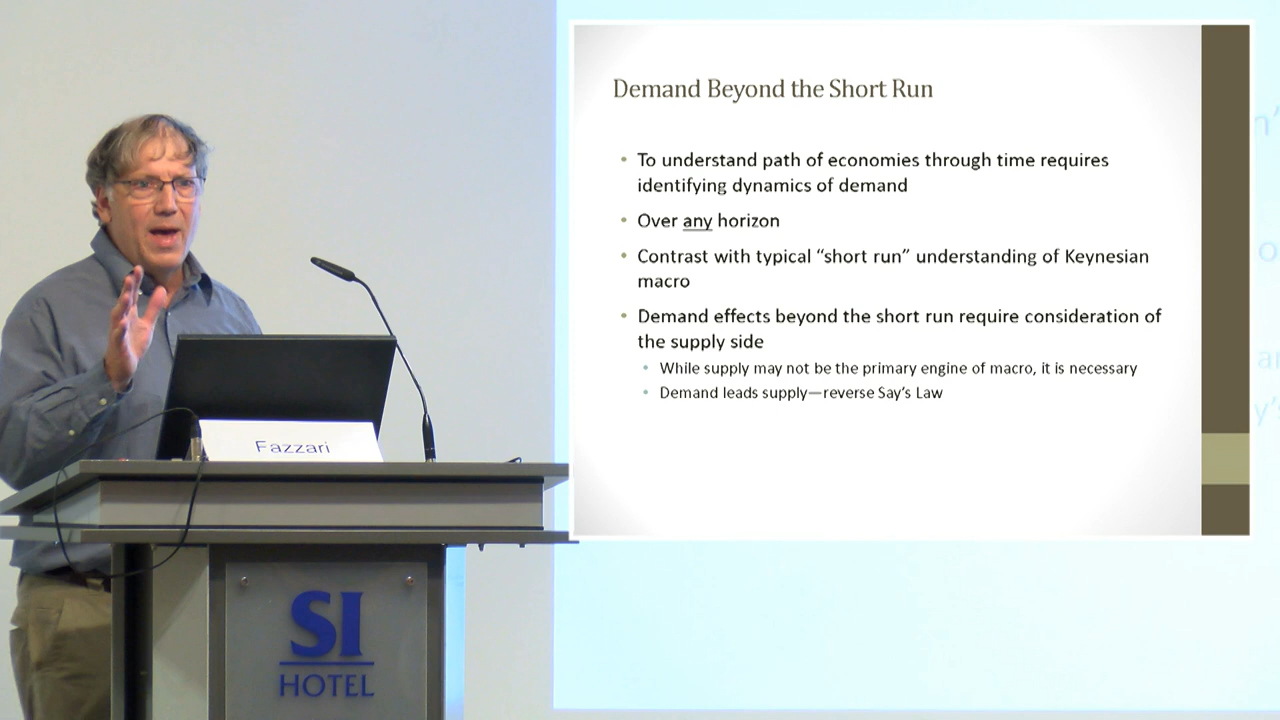 Demand Beyond the Short Run
• To understand path of economies through time requires
identifying dynamics of demand
• Over any horizon
• Contrast with typical “short run” understanding of Keynesian
macro
• Demand effects beyond the short run require consideration of
the supply side
• While supply may not be the primary engine of macro, it is necessary
• Demand leads supply—reverse Say’s Law
Fazzari
SI
HOTEL